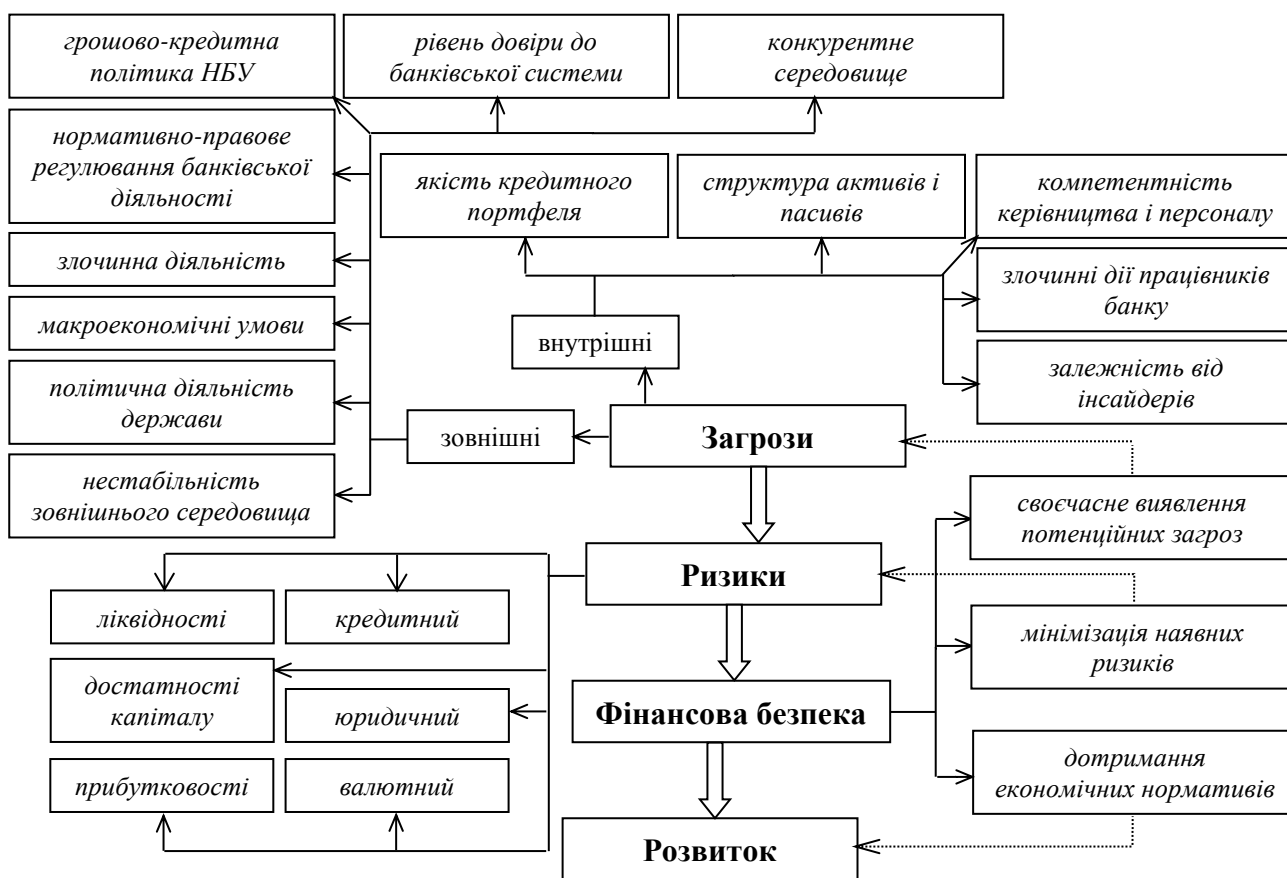 грошово-кредитна
політика НБУ
рівень довіри до
банківської системи
конкурентне
середовище
нормативно-правове
регулювання банківської
діяльності
якість кредитного
портфеля
структура активів і
пасивів
компетентність
керівництва і персоналу
злочинна діяльність
злочинні дії працівників
банку
макроекономічні умови
внутрішні
залежність від
інсайдерів
політична діяльність
держави
зовнішні
Загрози
нестабільність
зовнішнього середовища
своєчасне виявлення
потенційних загроз
Ризики
ліквідності
кредитний
мінімізація наявних
ризиків
достатності
капіталу
юридичний
Фінансова безпека
прибутковості
валютний
дотримання
економічних нормативів
Розвиток